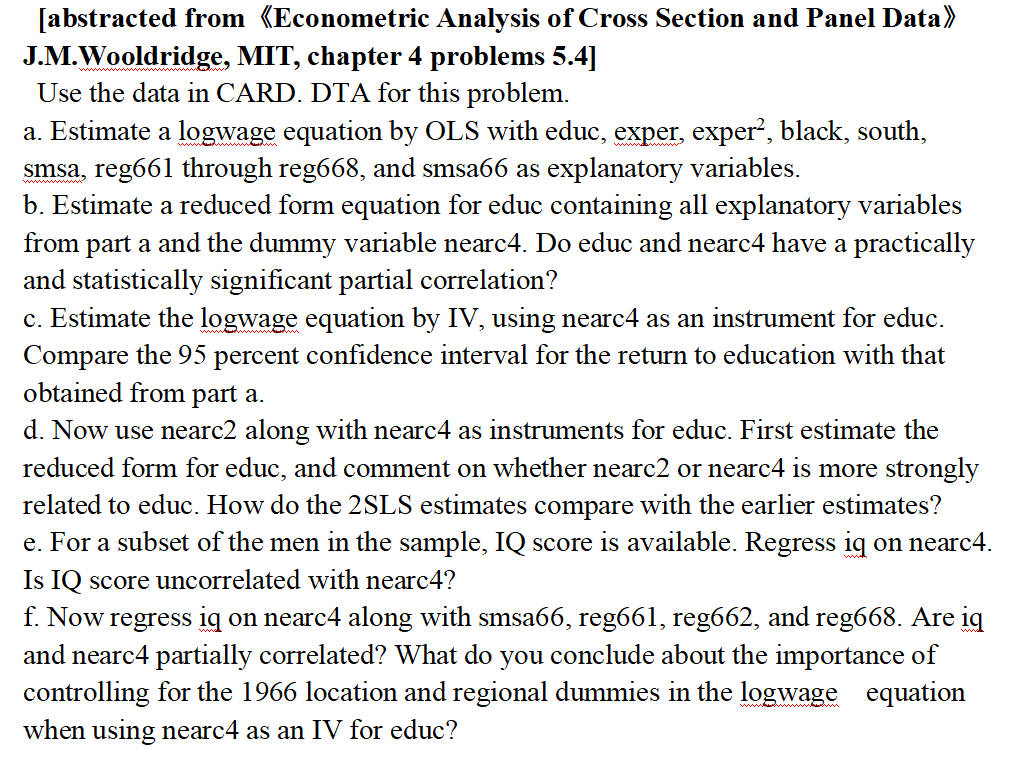 [abstracted from 《Econometric Analysis of Cross Section and Panel Data》
J.M.Wooldridge, MIT, chapter 4 problems 5.4]
Use the data in CARD. DTA for this problem.
a. Estimate a logwage equation by OLS with educ, exper, exper², black, south,
smsa, reg661 through reg668, and smsa66 as explanatory variables.
b. Estimate a reduced form equation for educ containing all explanatory variables
from part a and the dummy variable nearc4. Do educ and nearc4 have a practically
and statistically significant partial correlation?
c. Estimate the logwage equation by IV, using nearc4 as an instrument for educ.
Compare the 95 percent confidence interval for the return to education with that
obtained from part a.
d. Now use nearc2 along with nearc4 as instruments for educ. First estimate the
reduced form for educ, and comment on whether nearc2 or nearc4 is more strongly
related to educ. How do the 2SLS estimates compare with the earlier estimates?
e. For a subset of the men in the sample, IQ score is available. Regress iq on nearc4.
Is IQ score uncorrelated with nearc4?
f. Now regress iq on nearc4 along with smsa66, reg661, reg662, and reg668. Are iq
and nearc4 partially correlated? What do you conclude about the importance of
controlling for the 1966 location and regional dummies in the logwage equation
when using nearc4 as an IV for educ?